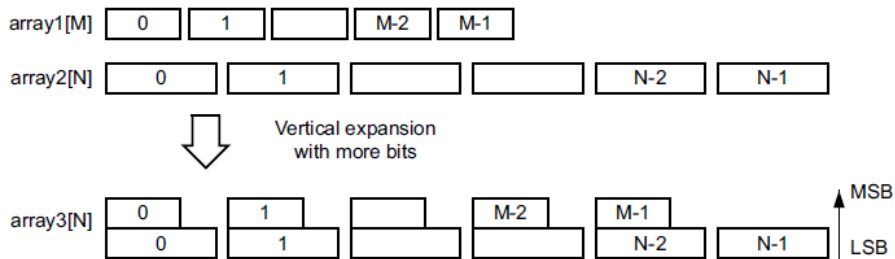 array1[M] 0 1 M-2 M-1
array2[N] 0 1 N-2 N-1
Vertical expansion
with more bits
MSB
array3[N] 0 1 M-2 M-1
0 1 N-2 N-1 LSB